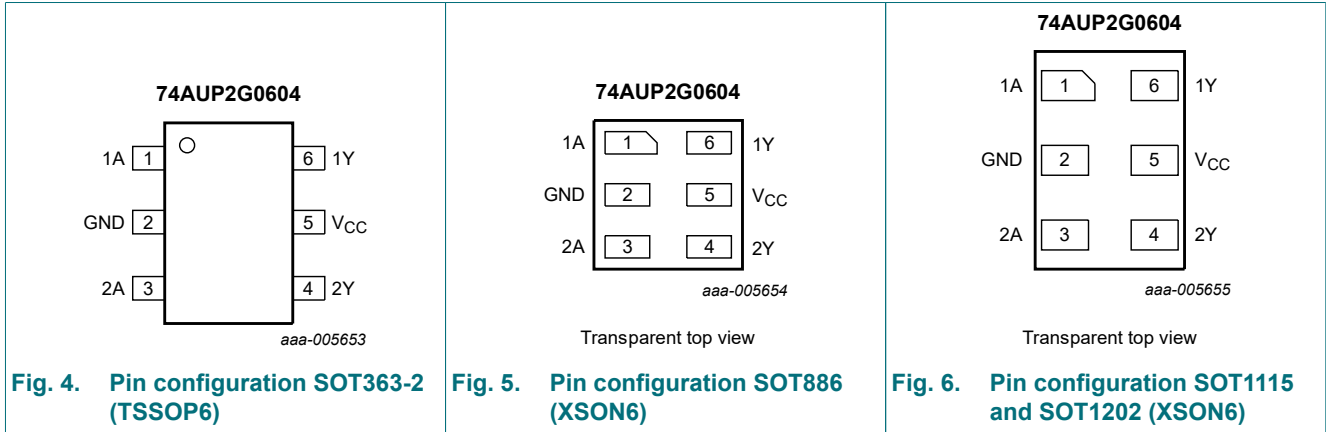 74AUP2G0604
1A 1 6 1Y
GND 2 5 VCC
2A 3 4 2Y
aaa-005653
Fig. 4. Pin configuration SOT363-2
(TSSOP6)
74AUP2G0604
1A 1 6 1Y
GND 2 5 VCC
2A 3 4 2Y
aaa-005654
Transparent top view
Fig. 5. Pin configuration SOT886
(XSON6)
74AUP2G0604
1A 1 6 1Y
GND 2 5 VCC
2A 3 4 2Y
aaa-005655
Transparent top view
Fig. 6. Pin configuration SOT1115
and SOT1202 (XSON6)